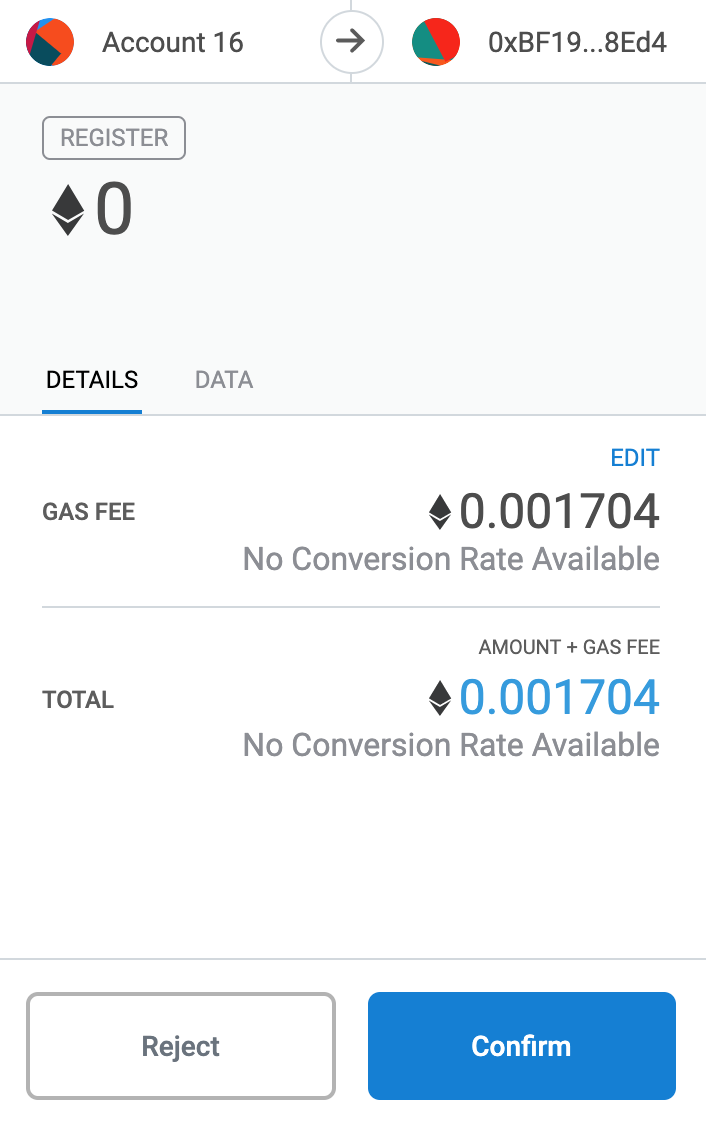 Account 16
0xBF19...8Ed4
REGISTER
0
DETAILS
DATA
EDIT
GAS FEE
0.001704
No Conversion Rate Available
AMOUNT + GAS FEE
TOTAL
0.001704
No Conversion Rate Available
Reject
Confirm